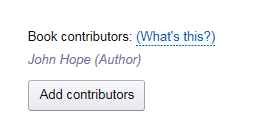 Book contributors: (What's this?)
John Hope (Author)
Add contributors